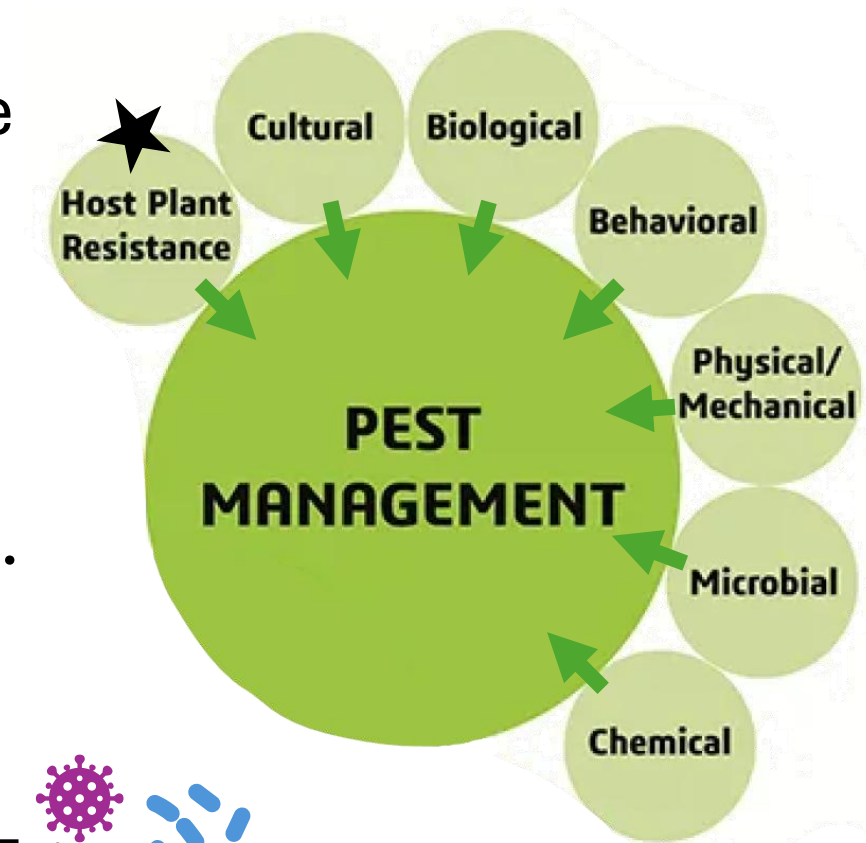 e
Cultural
Biological
Host Plant
Resistance
Behavioral
Physical/
Mechanical
PEST
MANAGEMENT
.
Microbial
Chemical